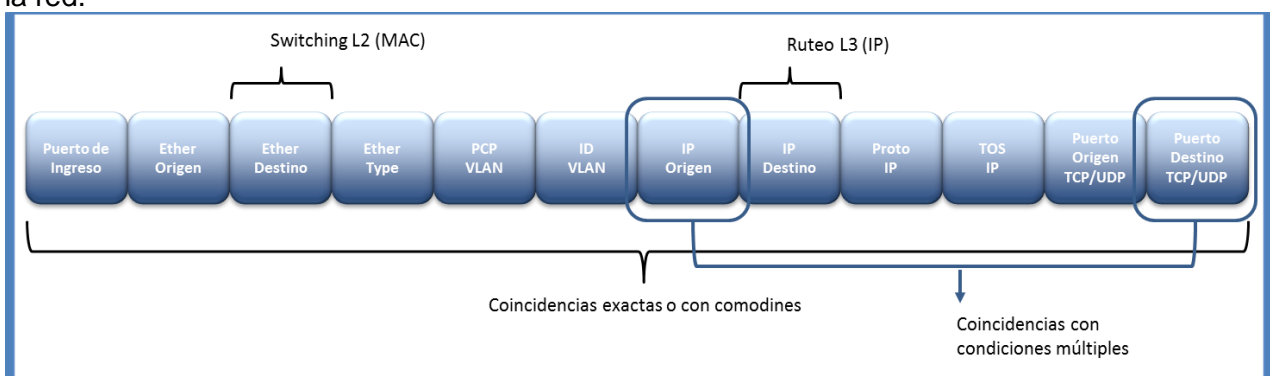 la red.
Switching L2 (MAC)
Ruteo L3 (IP)
Puerto de
Ingreso
Ether
Origen
Ether
Destino
Ether
Type
PCP
VLAN
ID
VLAN
IP
Origen
IP
Destino
Proto
IP
TOS
IP
Puerto
Origen
TCP/UDP
Puerto
Destino
TCP/UDP
Coincidencias exactas o con comodines
Coincidencias con
condiciones múltiples